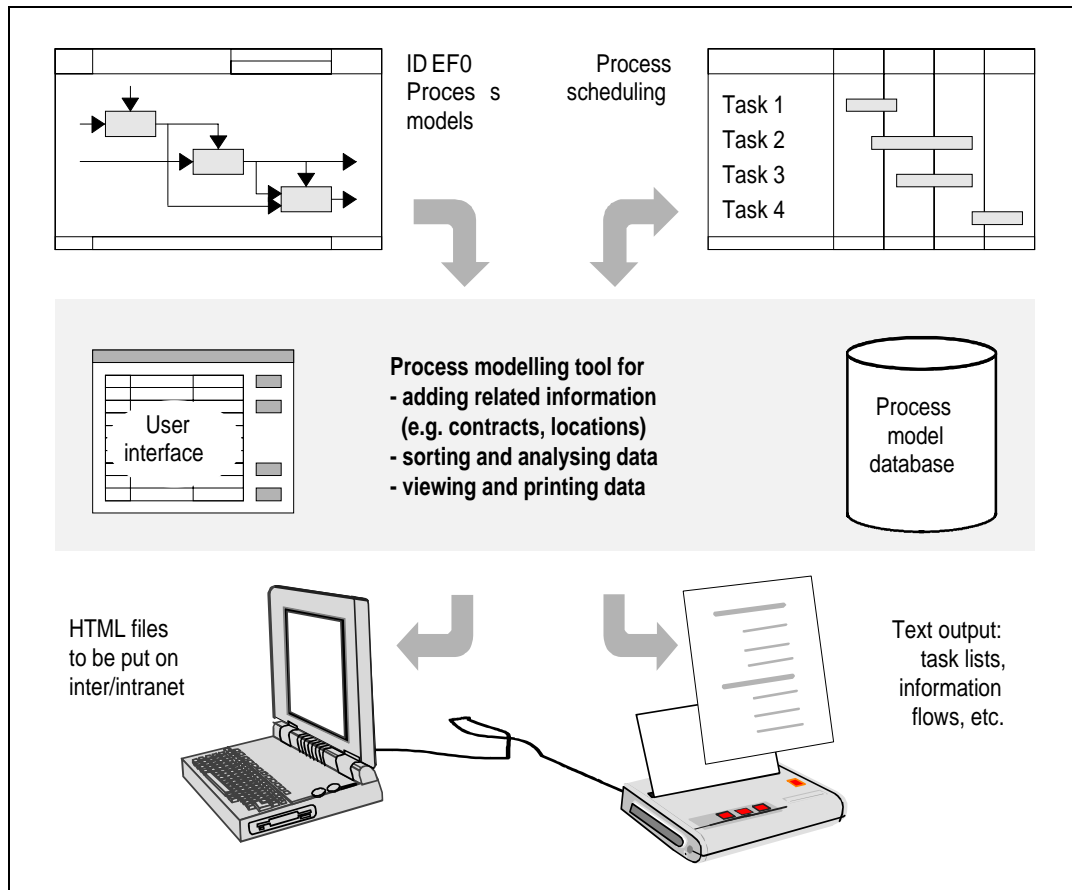 ID EF0
Proces s
models
Process
scheduling
Task 1
Task 2
Task 3
Task 4
User
interface
Process modelling tool for
- adding related information
(e.g. contracts, locations)
- sorting and analysing data
- viewing and printing data
Process
model
database
HTML files
to be put on
inter/intranet
Text output:
task lists,
information
flows, etc.